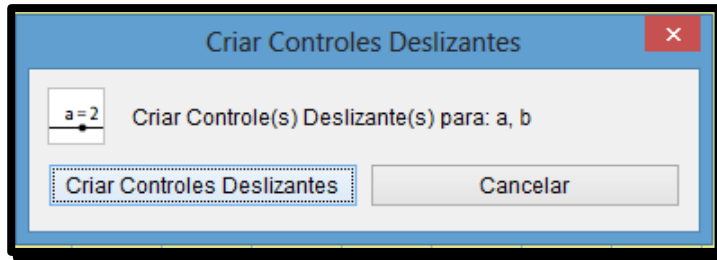 Criar Controles Deslizantes
a=2
Criar Controle(s) Deslizante(s) para: a, b
Criar Controles Deslizantes
Cancelar